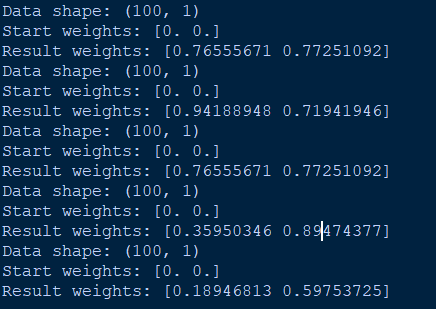 Data shape: (100, 1)
Start weights: [0. 0.]
Result weights: [0.76555671 0.77251092]
Data shape: (100, 1)
Start weights: [0. 0.]
Result weights: [0.94188948 0.71941946]
Data shape: (100, 1)
Start weights: [0. 0.]
Result weights: [0.76555671 0.77251092]
Data shape: (100, 1)
Start weights: [0. 0.]
Result weights: [0.35950346 0.89474377]
Data shape: (100, 1)
Start weights: [0. 0.]
Result weights: [0.18946813 0.59753725]